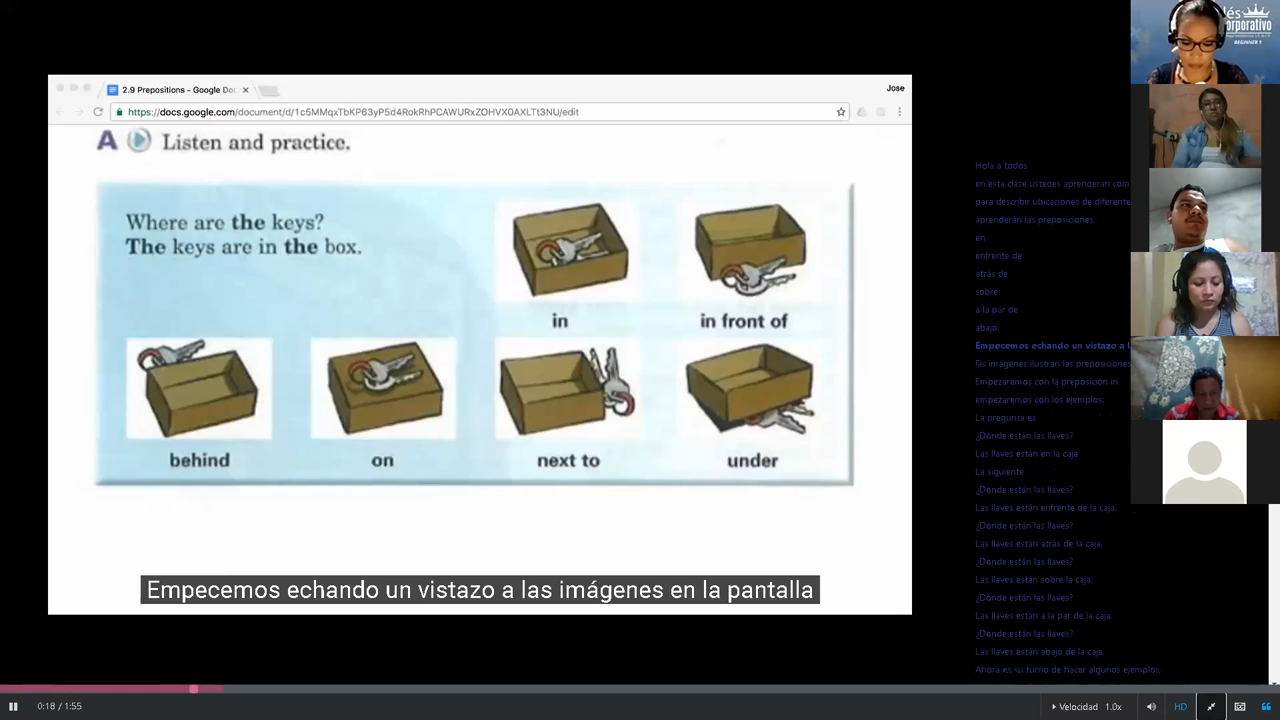 2.9 Prepositions - Google Doc
Jose
https://docs.google.com/document/d/1c5MMqxTbKP63yP5d4RokRhPCAWURxZOHVX0AXLTt3NU/edit
A Listen and practice.
Where are the keys?
The keys are in the box.
in
in front of
behind
on
next to
under
Empecemos echando un vistazo a las imágenes en la pantalla
0:18 / 1:55
Velocidad 1.0x
HD
BEGINNER 1
Hola a todos
en esta clase ustedes aprenderán com
para describir ubicaciones de diferente
aprenderán las preposiciones
en
enfrente de
atrás de
sobre
a la par de
abajo.
Empecemos echando un vistazo a l
las imágenes ilustran las preposiciones
Empezaremos con la preposición in
empezaremos con los ejemplos:
La pregunta es
¿Dónde están las llaves?
Las llaves están en la caja
La siguiente
¿Dónde están las llaves?
Las llaves están enfrente de la caja.
¿Dónde están las llaves?
Las llaves están atrás de la caja.
¿Dónde están las llaves?
Las llaves están sobre la caja.
¿Dónde están las llaves?
Las llaves están a la par de la caja.
¿Dónde están las llaves?
Las llaves están abajo de la caja.
Ahora es su turno de hacer algunos ejemplos.